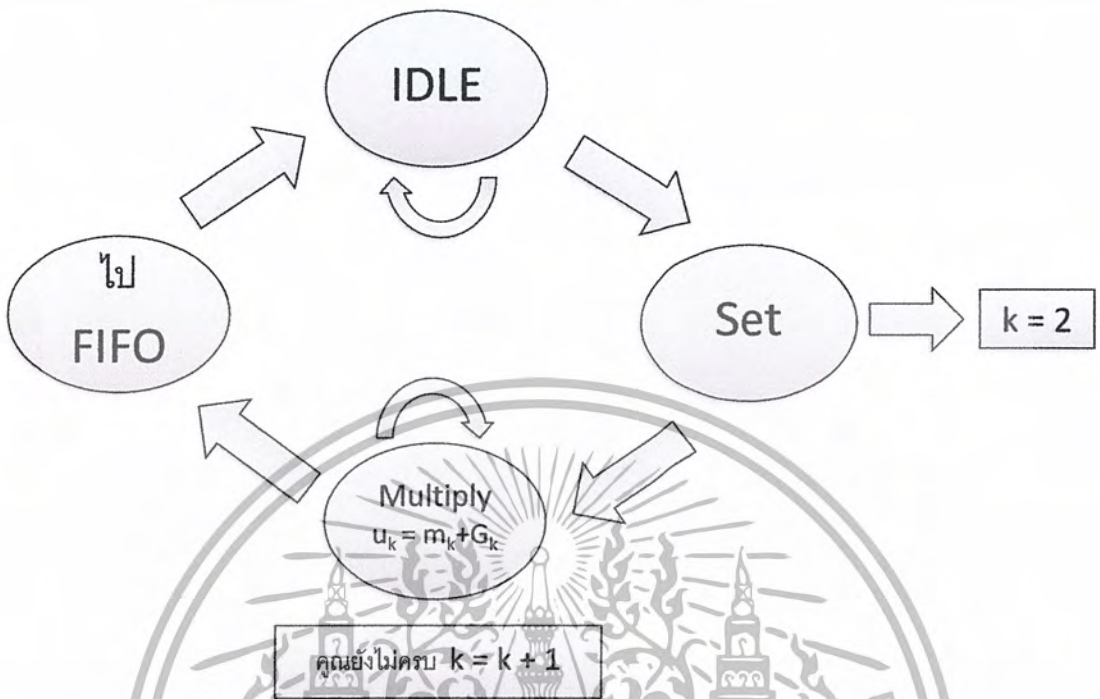 IDLE
Set
k = 2
Multiply
uₖ = mₖ+Gₖ
คูณยังไม่ครบ k = k + 1
ไป
FIFO